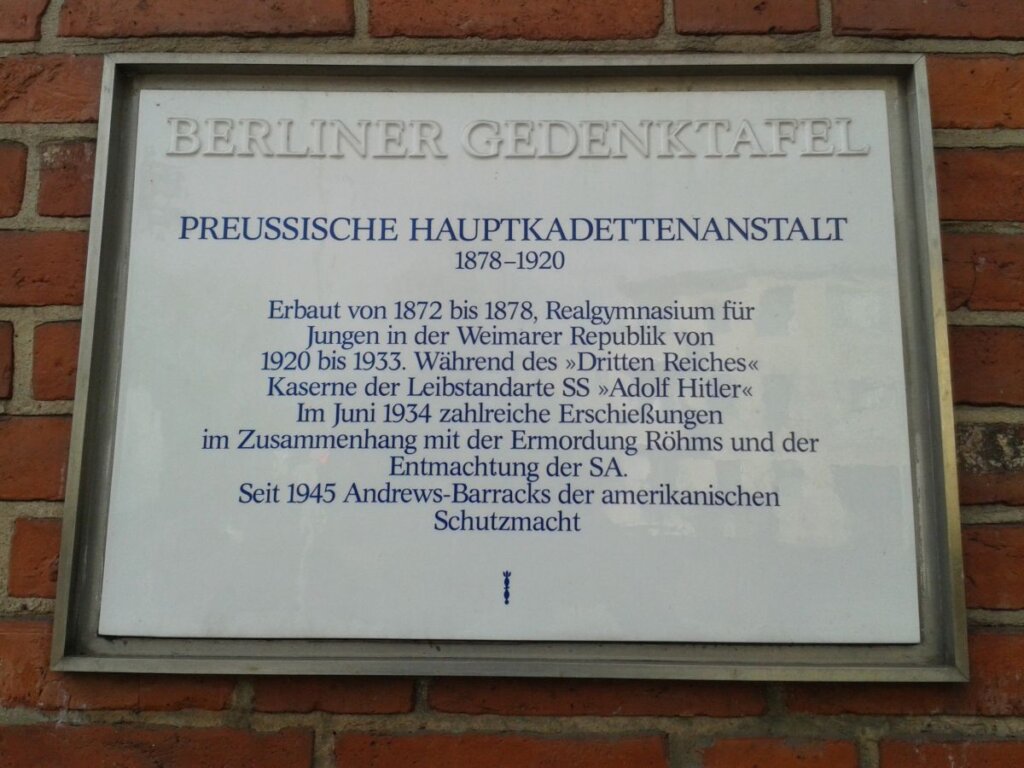 BERLINER GEDENKTAFEL
PREUSSISCHE HAUPTKADETTENANSTALT
1878–1920
Erbaut von 1872 bis 1878, Realgymnasium für
Jungen in der Weimarer Republik von
1920 bis 1933. Während des »Dritten Reiches«
Kaserne der Leibstandarte SS »Adolf Hitler«
Im Juni 1934 zahlreiche Erschießungen
im Zusammenhang mit der Ermordung Röhms und der
Entmachtung der SA.
Seit 1945 Andrews-Barracks der amerikanischen
Schutzmacht